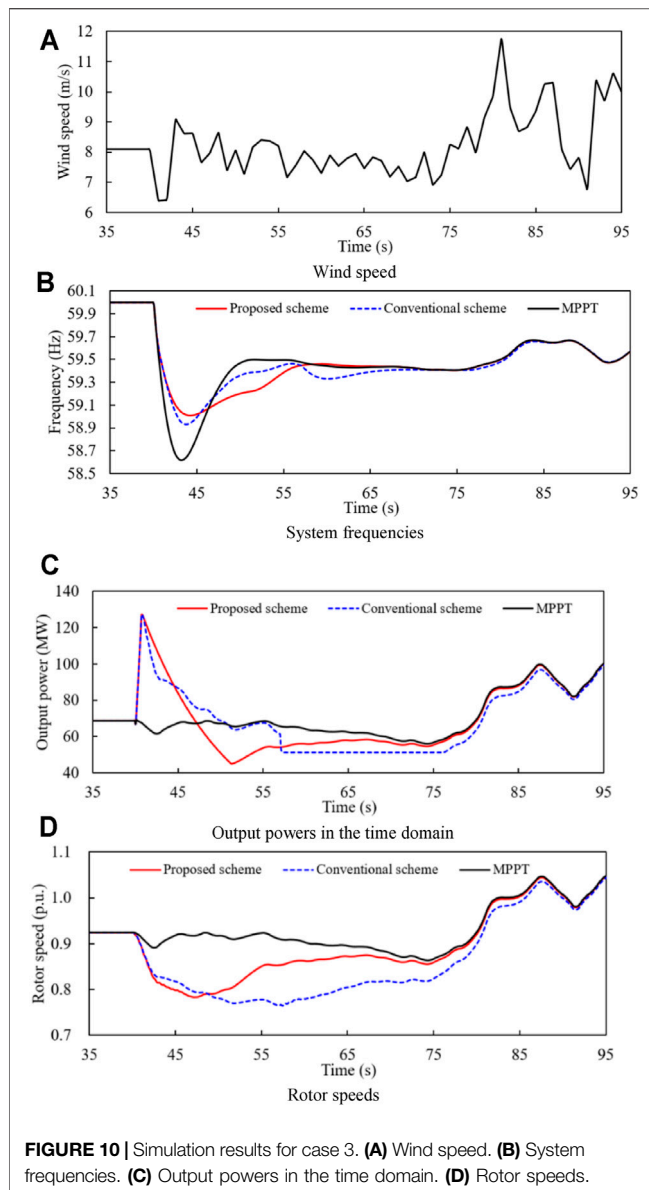 A
Wind speed (m/s)
12
11
10
9
8
7
6
35 45 55 65 75 85 95
Time (s)
Wind speed
B
Frequency (Hz)
60.1
59.9
59.7
59.5
59.3
59.1
58.9
58.7
58.5
Proposed scheme Conventional scheme MPPT
35 45 55 65 75 85 95
Time (s)
System frequencies
C
Output power (MW)
140
120
100
80
60
40
Proposed scheme Conventional scheme MPPT
35 45 55 65 75 85 95
Time (s)
Output powers in the time domain
D
Rotor speed (p.u.)
1.1
1.0
0.9
0.8
0.7
Proposed scheme Conventional scheme MPPT
35 45 55 65 75 85 95
Time (s)
Rotor speeds
FIGURE 10 | Simulation results for case 3. (A) Wind speed. (B) System
frequencies. (C) Output powers in the time domain. (D) Rotor speeds.